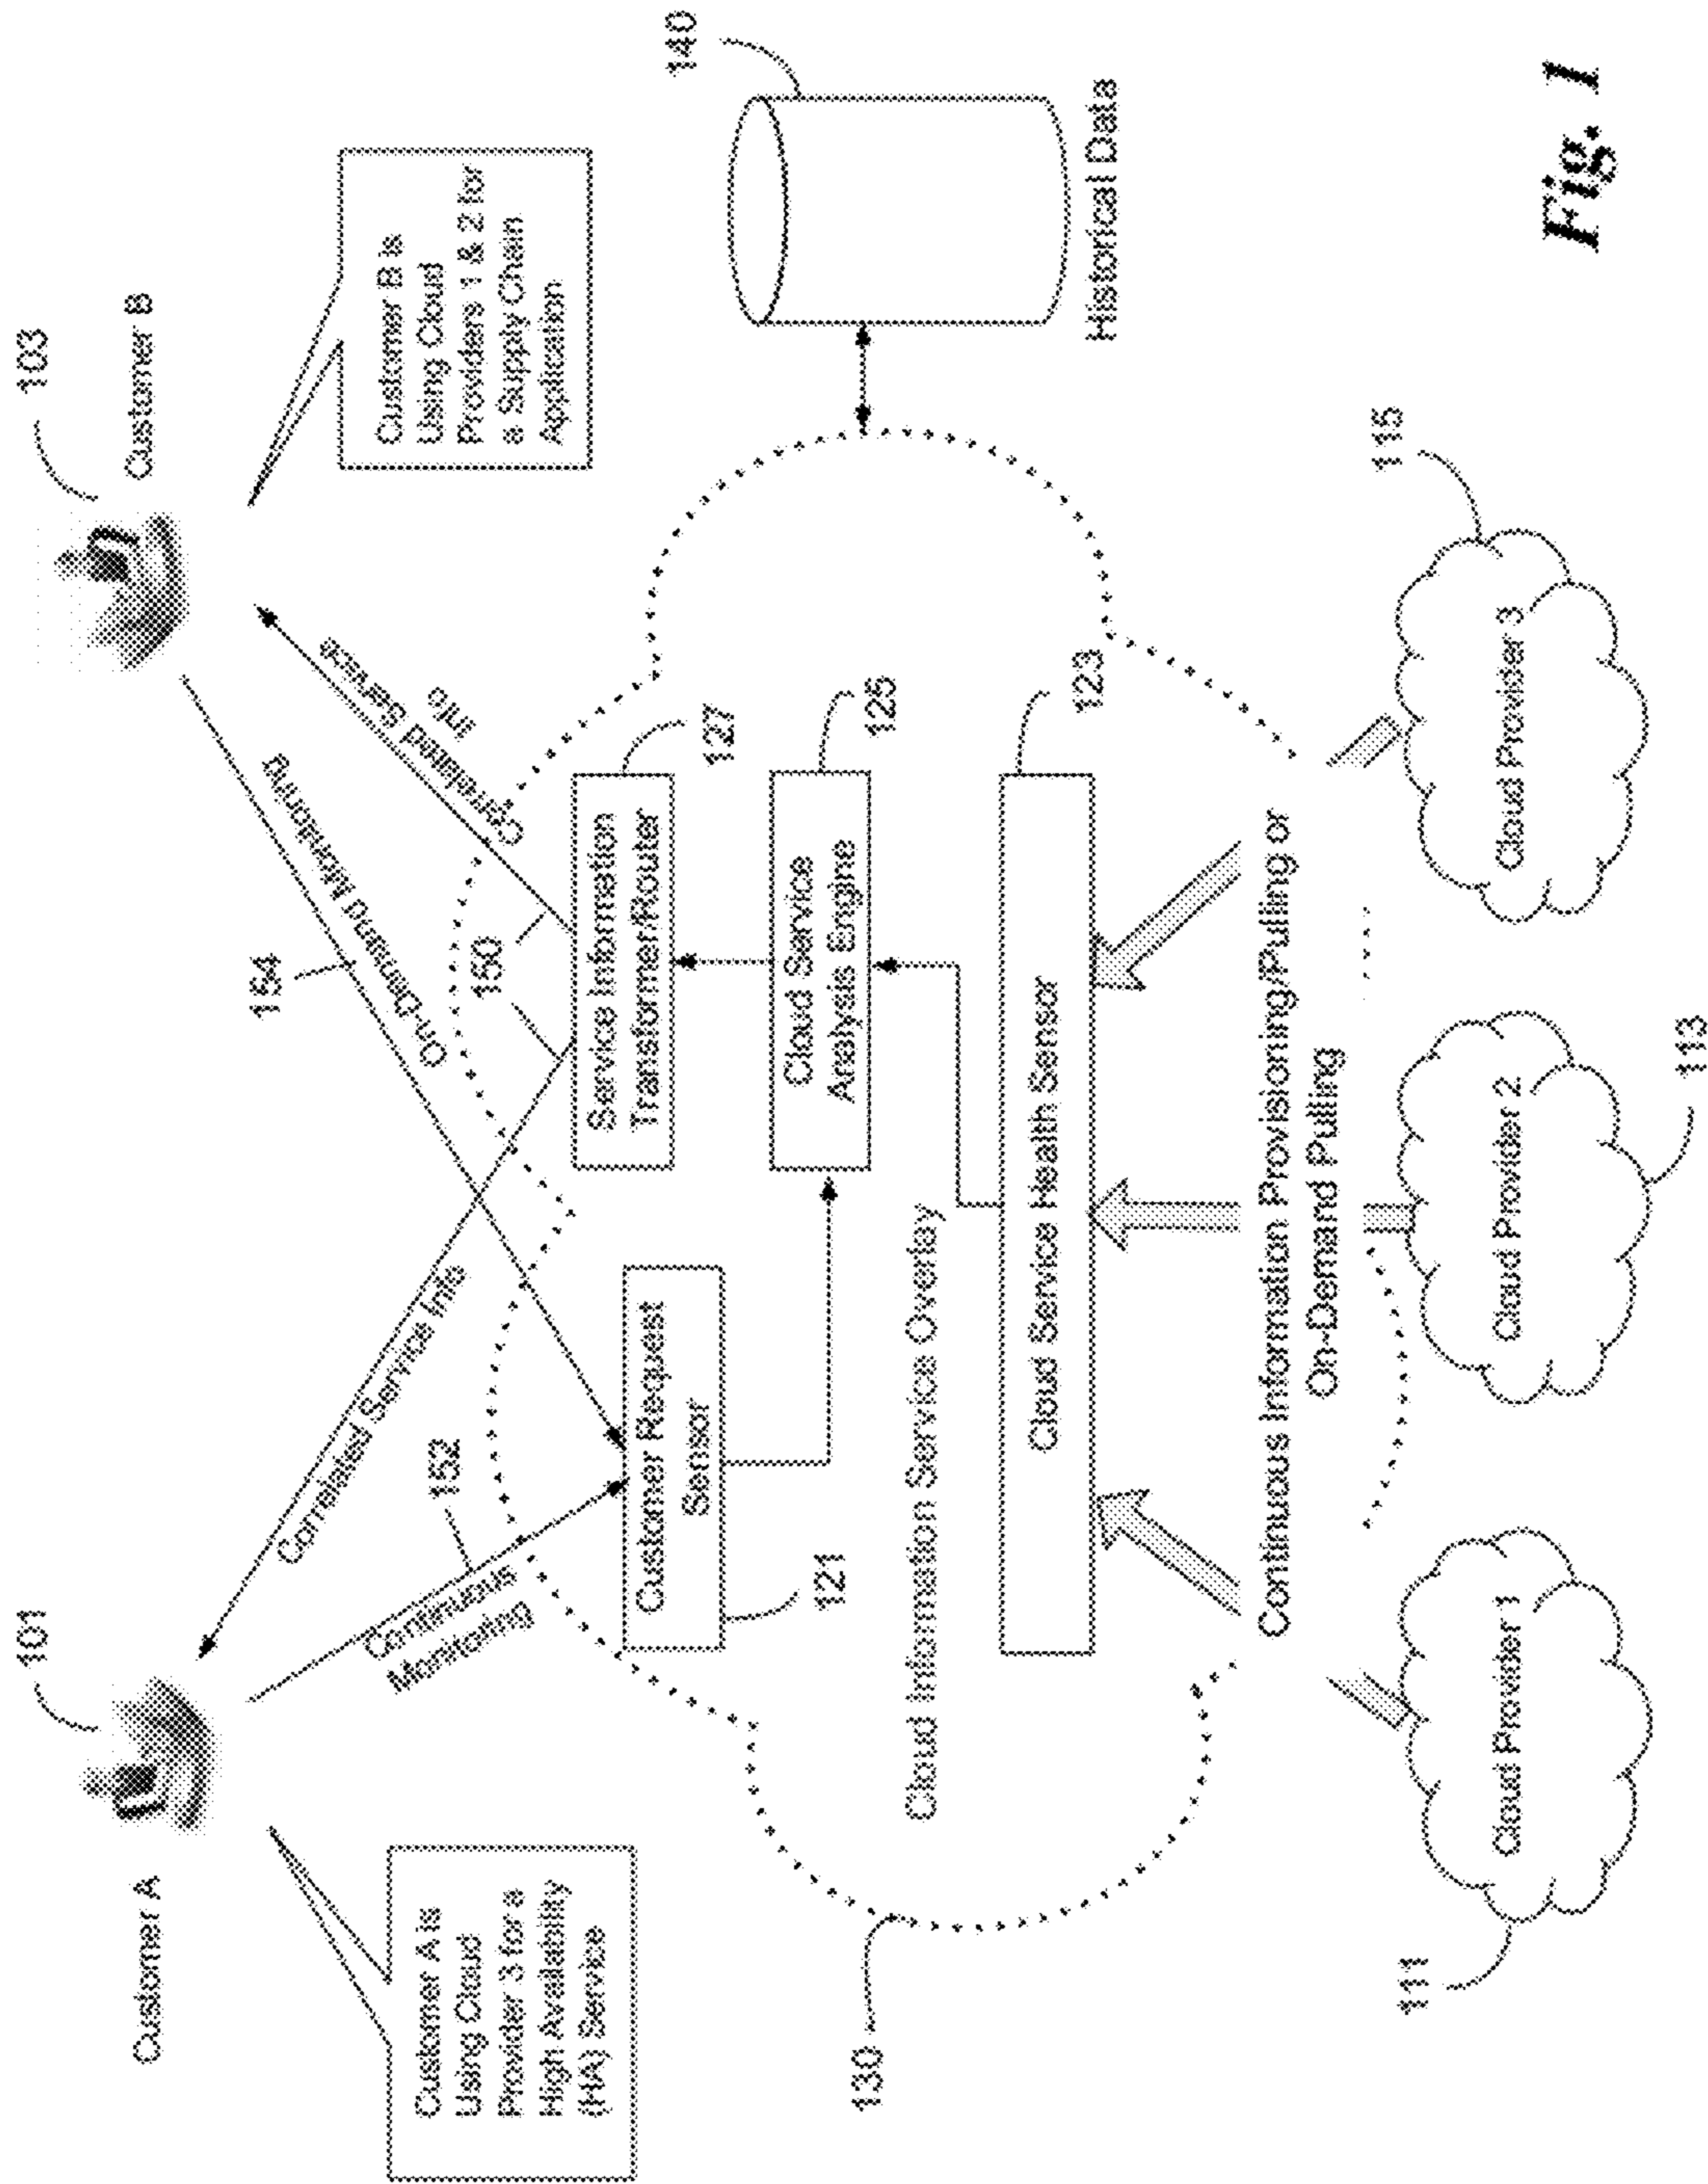 101
103
Customer A
Customer B
Customer A is
Using Cloud
Provider 3 for a
High Availability
(HA) Service
Customer B is
Using Cloud
Providers 1 & 2 for
a Supply Chain
Application
Correlated Service Info
154
On-Demand Monitoring
Continuous
Monitoring
152
150
Correlated Service
Info
Customer Request
Sensor
121
Service Information
Transformer/Router
127
Cloud Service
Analysis Engine
125
140
Historical Data
130
Cloud Information Service Overlay
Cloud Service Health Sensor
123
Continuous Information Provisioning/Pulling or
On-Demand Pulling
Cloud Provider 1
111
Cloud Provider 2
113
Cloud Provider 3
115
Fig. 1